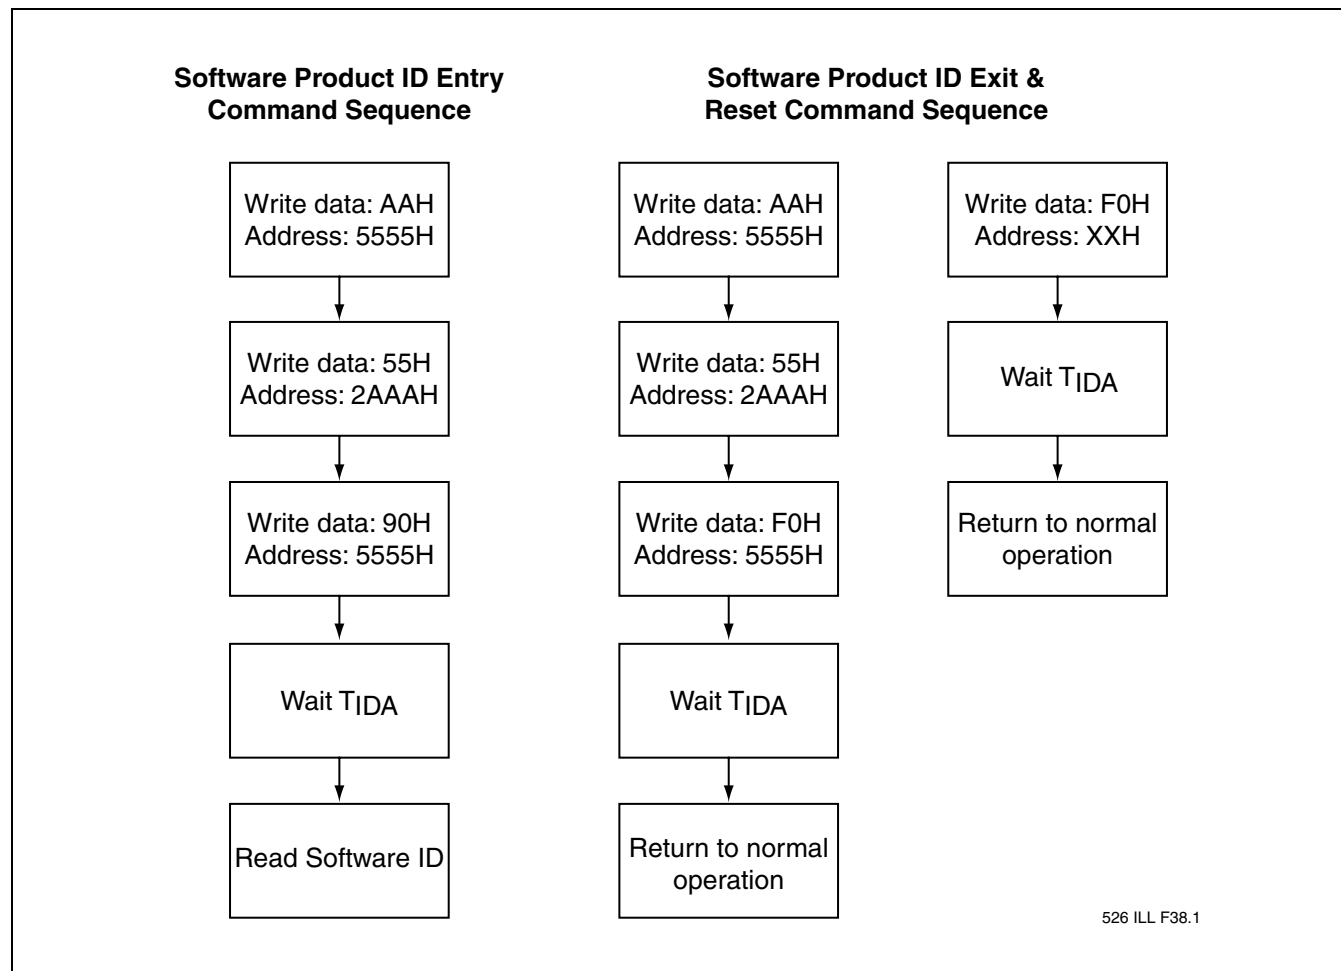 Software Product ID Entry
Command Sequence
Write data: AAH
Address: 5555H
Write data: 55H
Address: 2AAAH
Write data: 90H
Address: 5555H
Wait TIDA
Read Software ID
Software Product ID Exit &
Reset Command Sequence
Write data: AAH
Address: 5555H
Write data: 55H
Address: 2AAAH
Write data: F0H
Address: 5555H
Wait TIDA
Return to normal
operation
Write data: F0H
Address: XXH
Wait TIDA
Return to normal
operation
526 ILL F38.1